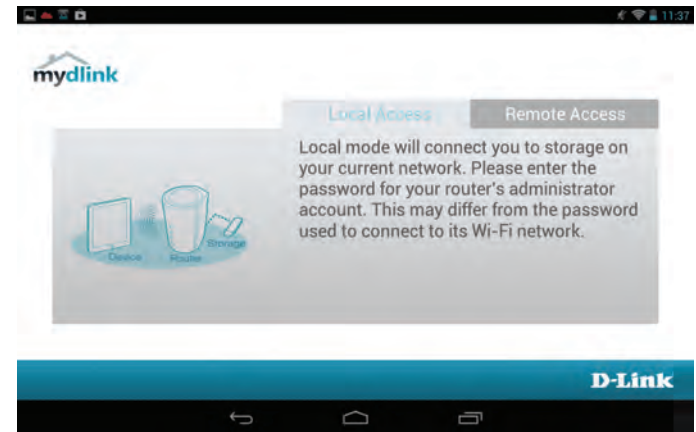 11:37
mydlink
Local Access
Remote Access
Local mode will connect you to storage on
your current network. Please enter the
password for your router's administrator
account. This may differ from the password
used to connect to its Wi-Fi network.
Storage
Device
Router
D-Link